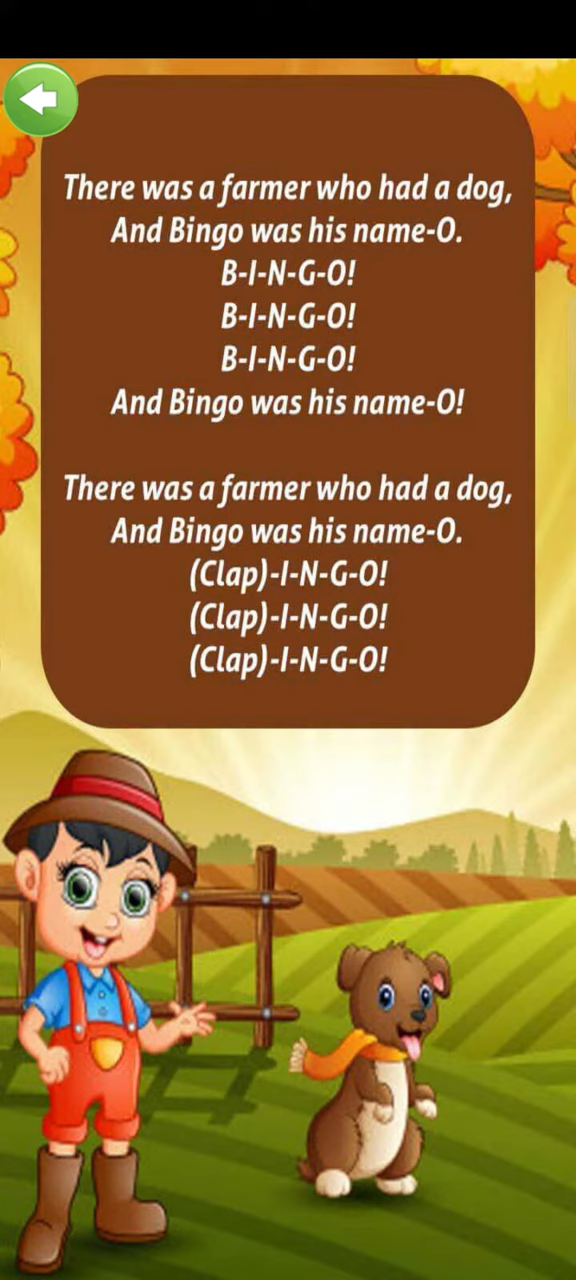 There was a farmer who had a dog,
And Bingo was his name-O.
B-I-N-G-O!
B-I-N-G-O!
B-I-N-G-O!
And Bingo was his name-O!
There was a farmer who had a dog,
And Bingo was his name-O.
(Clap)-I-N-G-O!
(Clap)-I-N-G-O!
(Clap)-I-N-G-O!